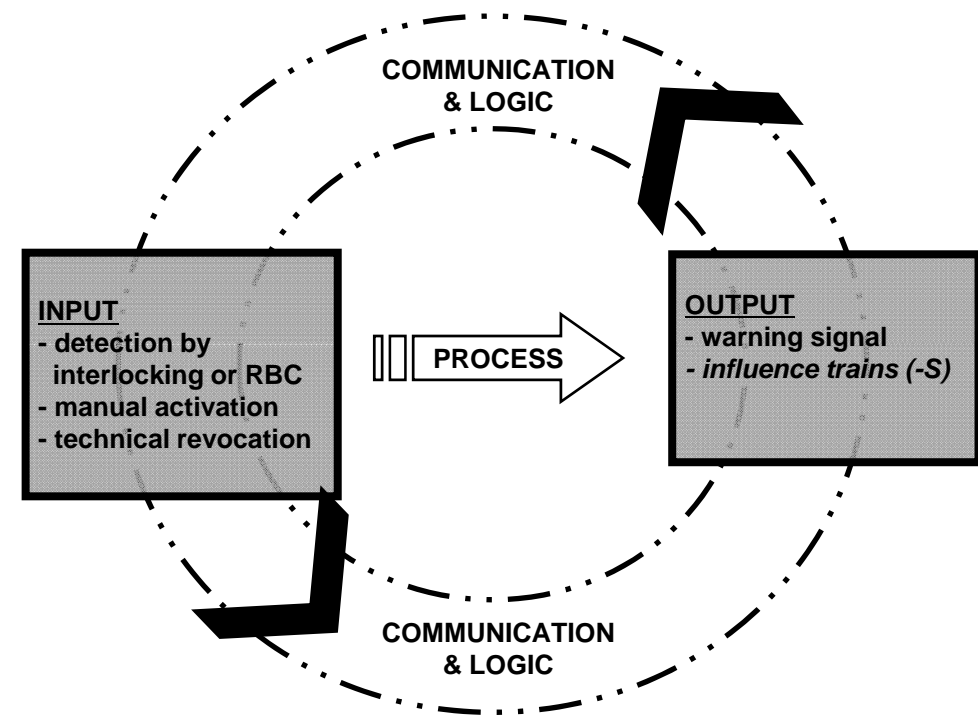 COMMUNICATION
& LOGIC
INPUT
- detection by
interlocking or RBC
- manual activation
- technical revocation
PROCESS
OUTPUT
- warning signal
- influence trains (-S)
COMMUNICATION
& LOGIC